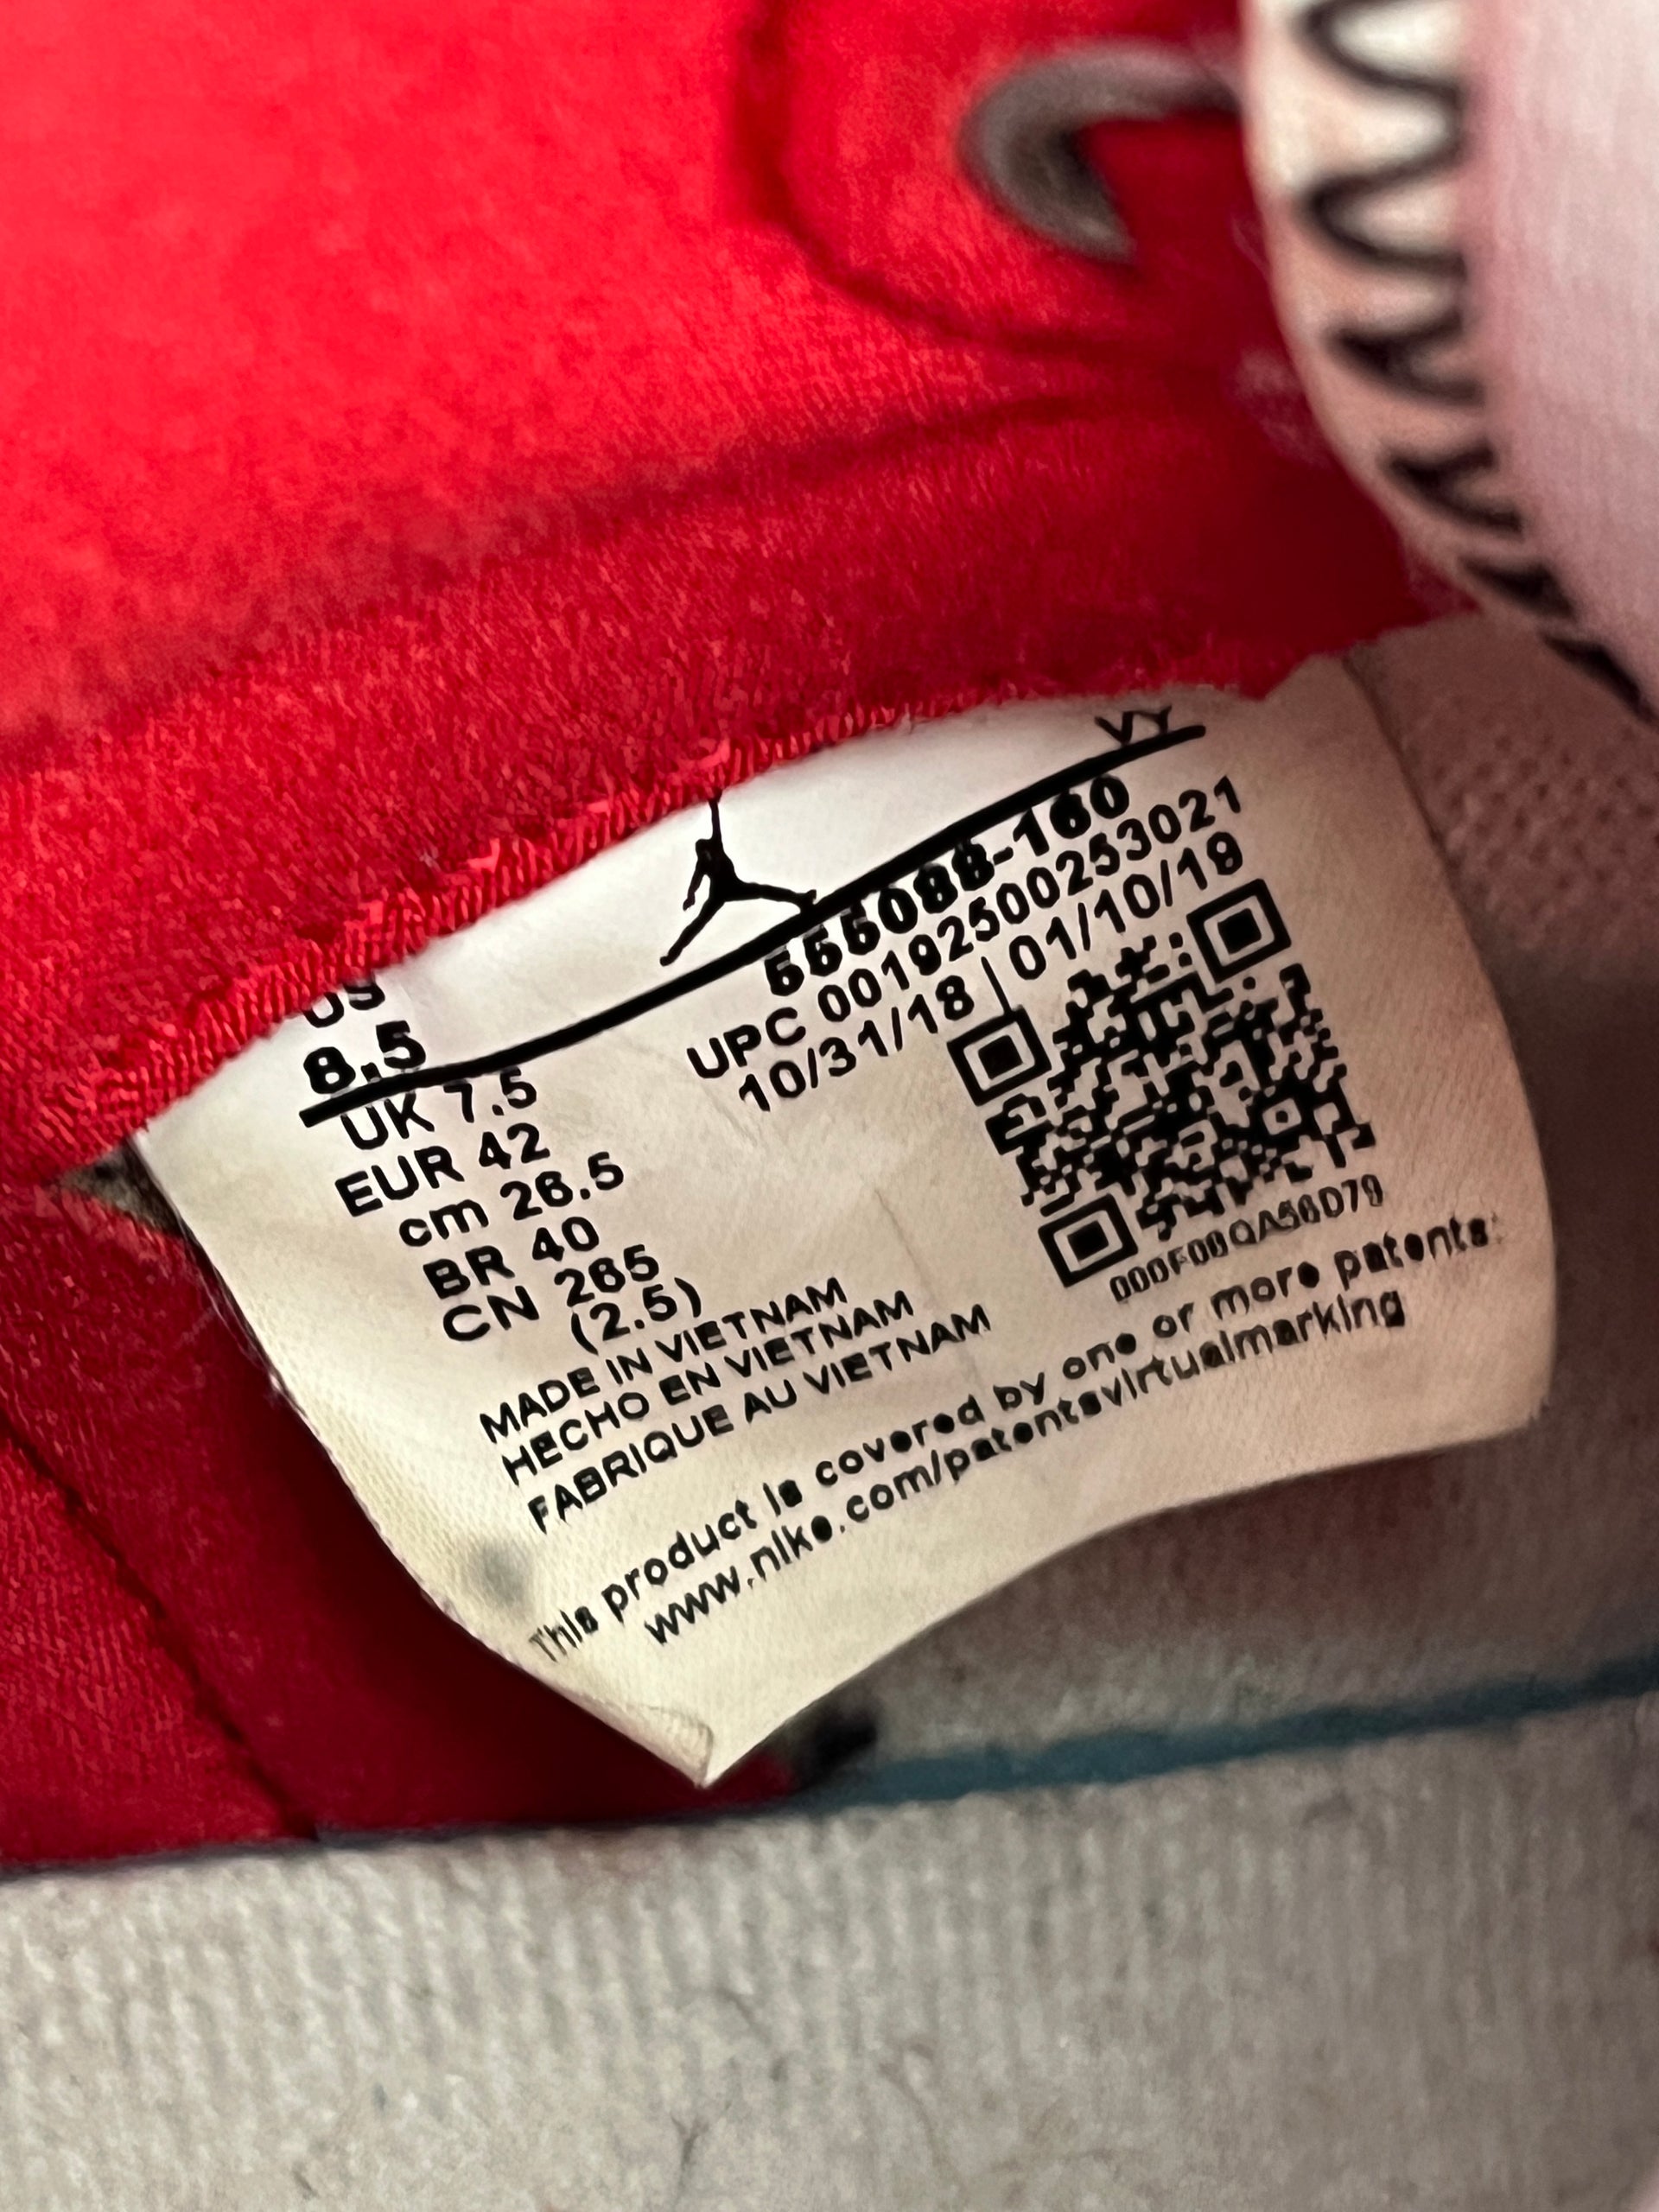 VY
US
8.5
555088-160
UPC 00192500253021
10/31/18 | 01/10/19
UK 7.5
EUR 42
cm 26.5
BR 40
CN 265
(2.5)
MADE IN VIETNAM
HECHO EN VIETNAM
FABRIQUE AU VIETNAM
000F00QA56D79
This product is covered by one or more patents:
www.nike.com/patentsvirtualmarking